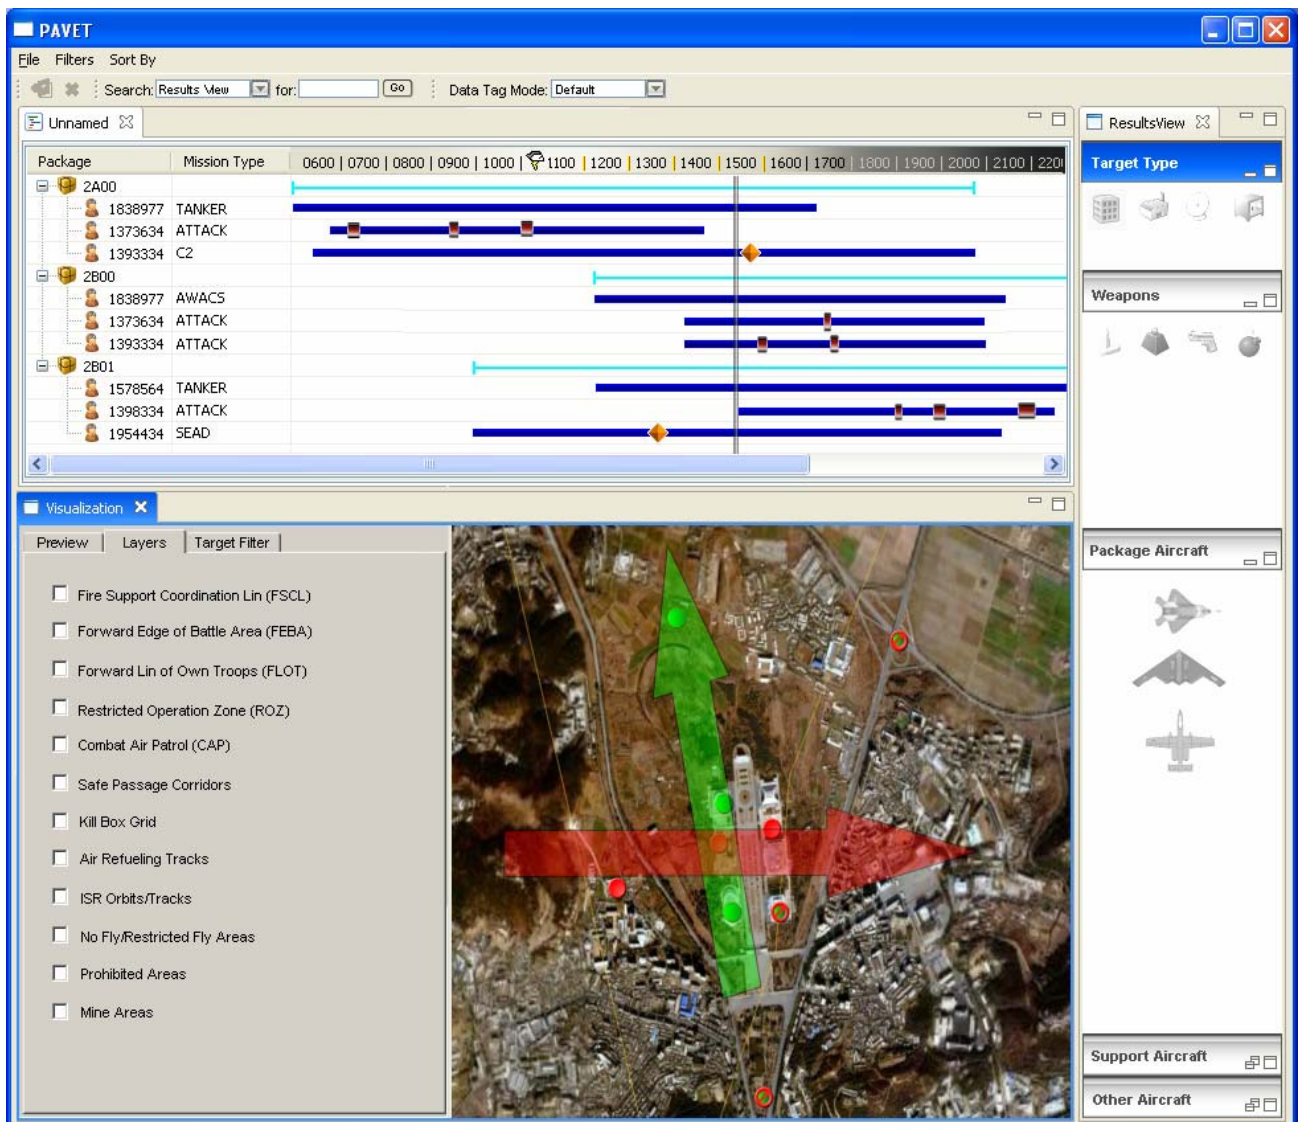 PAVET
File Filters Sort By
Search: Results View for: Go Data Tag Mode: Default
Unnamed
Package Mission Type 0600 | 0700 | 0800 | 0900 | 1000 | 1100 | 1200 | 1300 | 1400 | 1500 | 1600 | 1700 | 1800 | 1900 | 2000 | 2100 | 220
2A00
1838977 TANKER
1373634 ATTACK
1393334 C2
2B00
1838977 AWACS
1373634 ATTACK
1393334 ATTACK
2B01
1578564 TANKER
1398334 ATTACK
1954434 SEAD
Visualization
Preview Layers Target Filter
Fire Support Coordination Lin (FSCL)
Forward Edge of Battle Area (FEBA)
Forward Lin of Own Troops (FLOT)
Restricted Operation Zone (ROZ)
Combat Air Patrol (CAP)
Safe Passage Corridors
Kill Box Grid
Air Refueling Tracks
ISR Orbits/Tracks
No Fly/Restricted Fly Areas
Prohibited Areas
Mine Areas
ResultsView
Target Type
Weapons
Package Aircraft
Support Aircraft
Other Aircraft